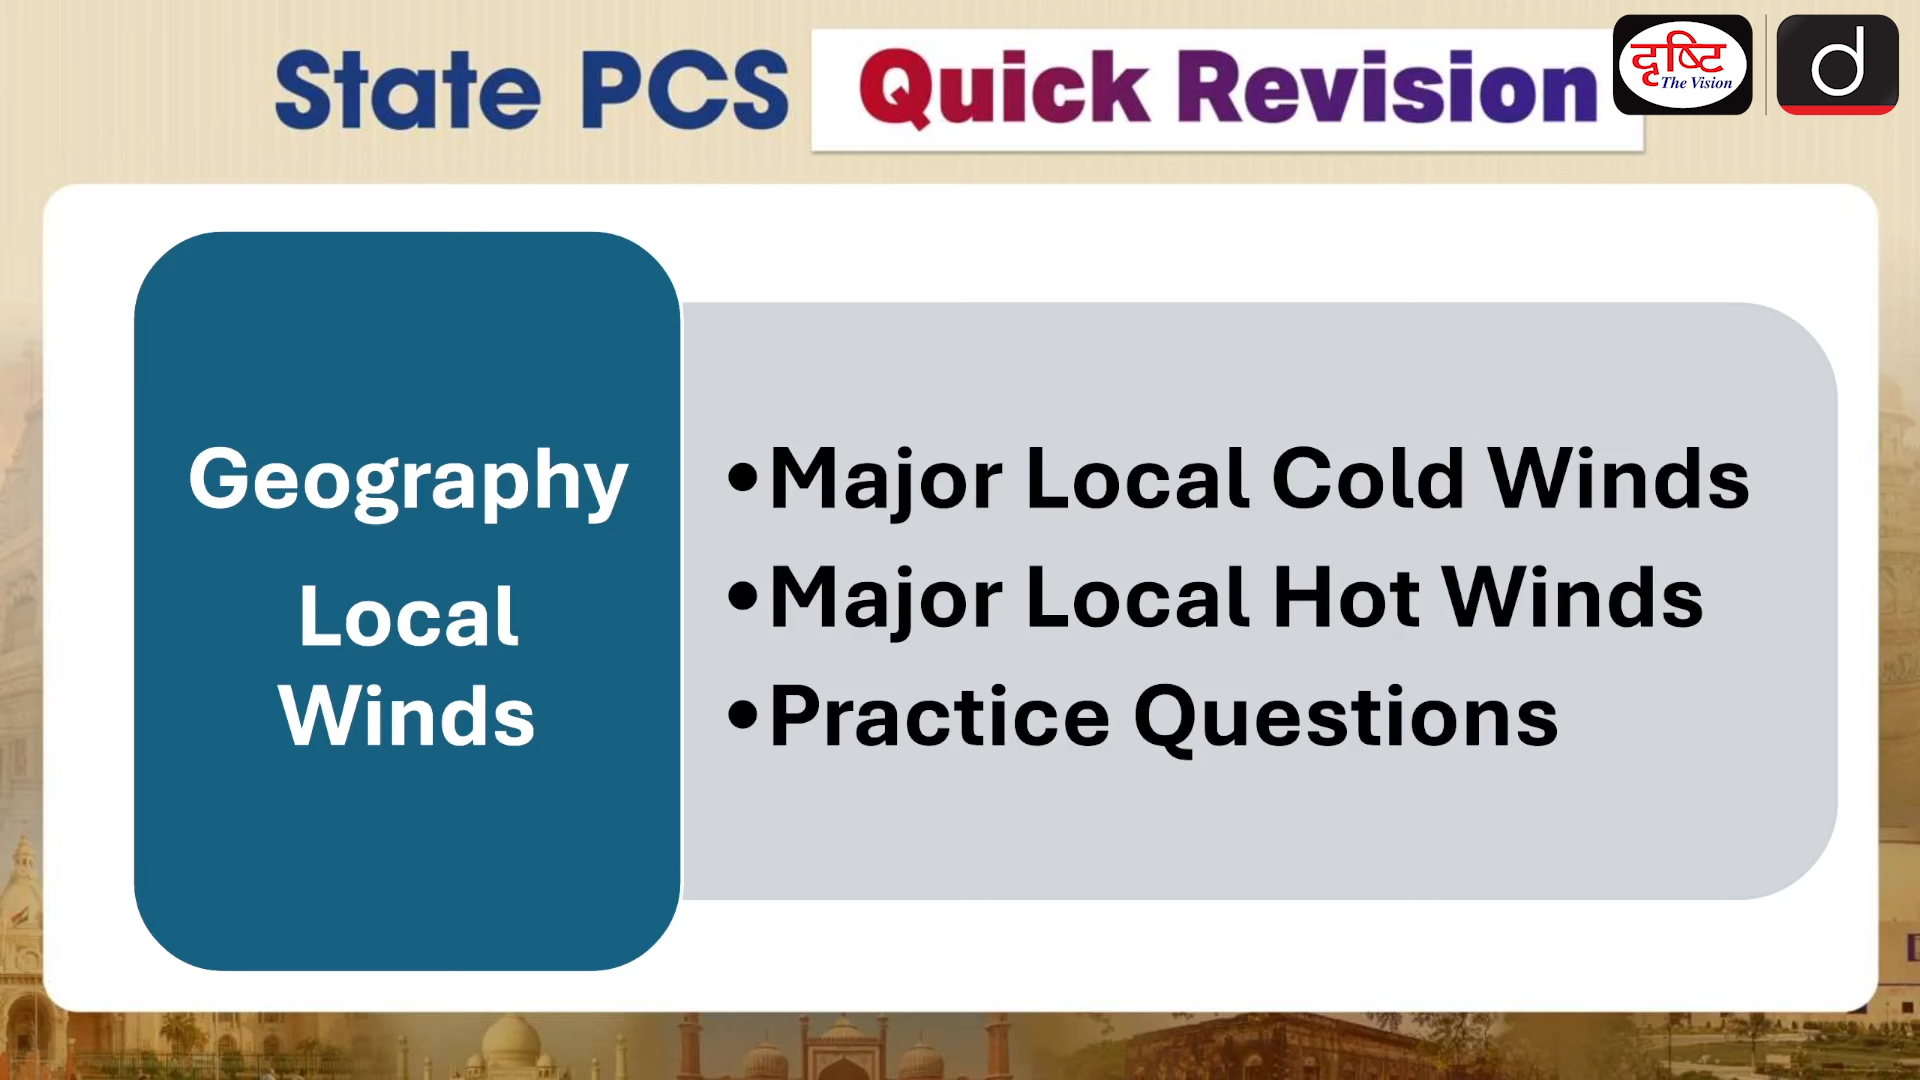 State PCS Quick Revision
दृष्टि
The Vision
d
Geography
Local
Winds
•Major Local Cold Winds
•Major Local Hot Winds
•Practice Questions